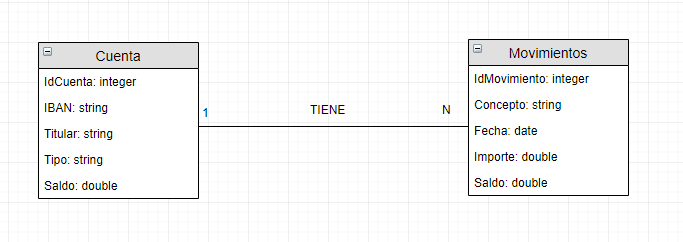 Cuenta
IdCuenta: integer
IBAN: string
Titular: string
Tipo: string
Saldo: double
1
TIENE
N
Movimientos
IdMovimiento: integer
Concepto: string
Fecha: date
Importe: double
Saldo: double